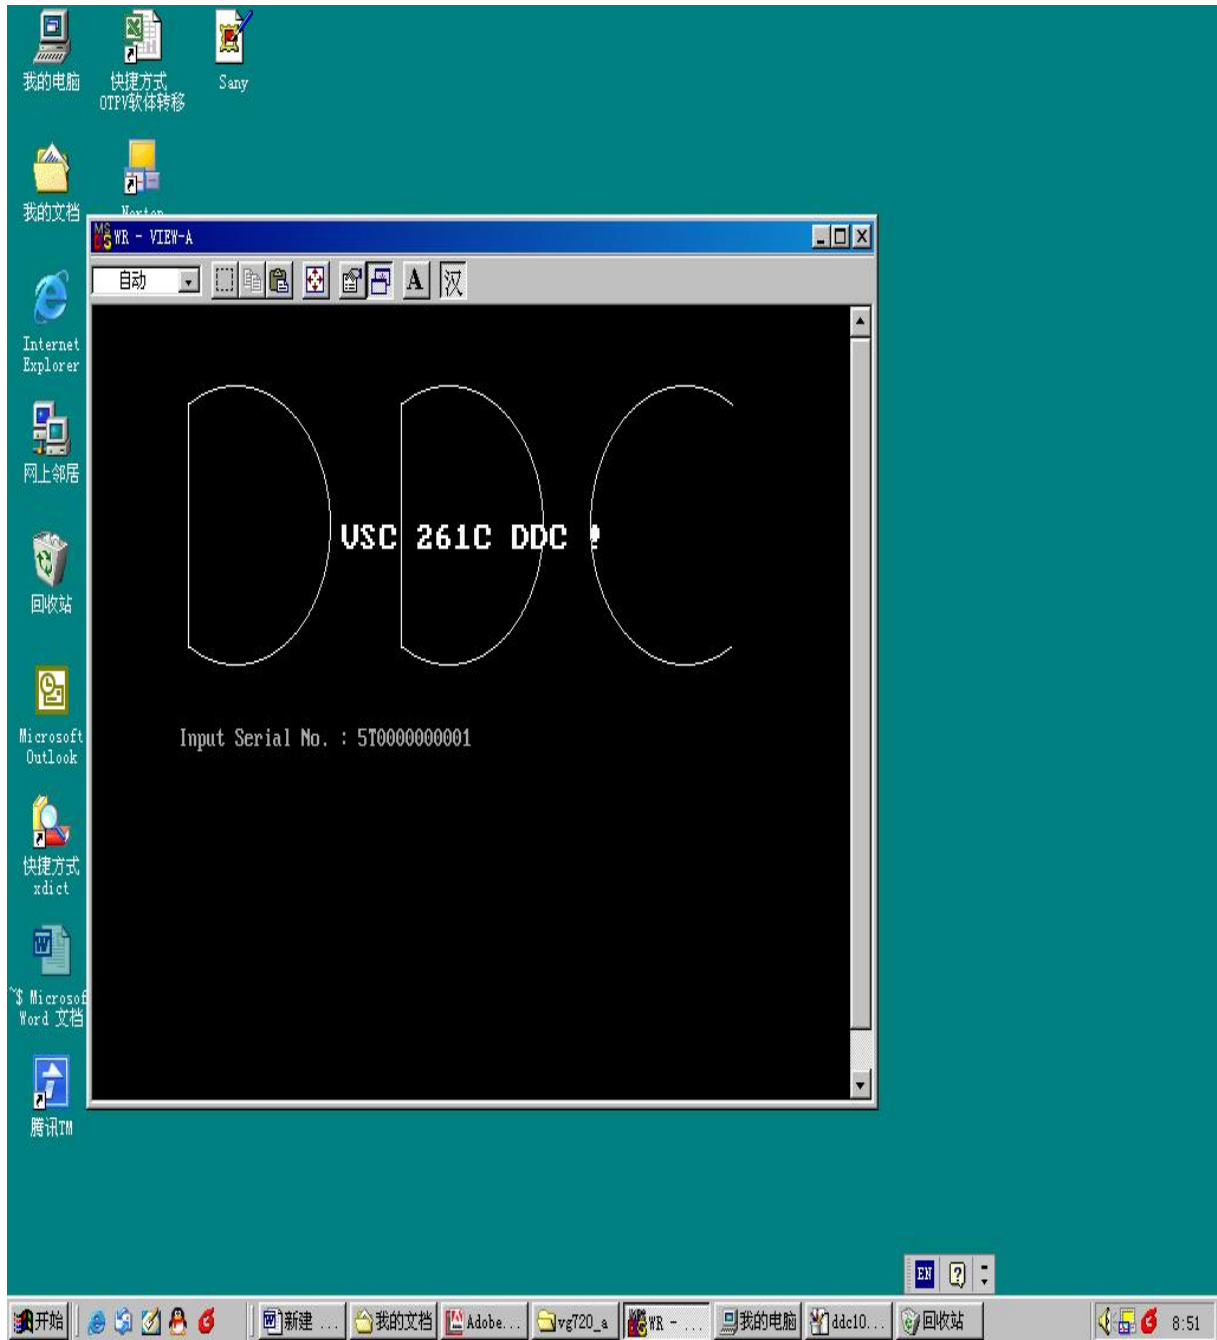 我的电脑
快捷方式
OTPV软体转移
Sany
我的文档
Norton
WR - VIEW-A
自动
A
汉
Internet
Explorer
网上邻居
VSC 261C DDC !
回收站
Microsoft
Outlook
Input Serial No. : 5T0000000001
快捷方式
xdict
~$ Microsof
Word 文档
腾讯TM
EN
开始
新建 ...
我的文档
Adobe...
vg720_a
WR - ...
我的电脑
ddc10...
回收站
8:51